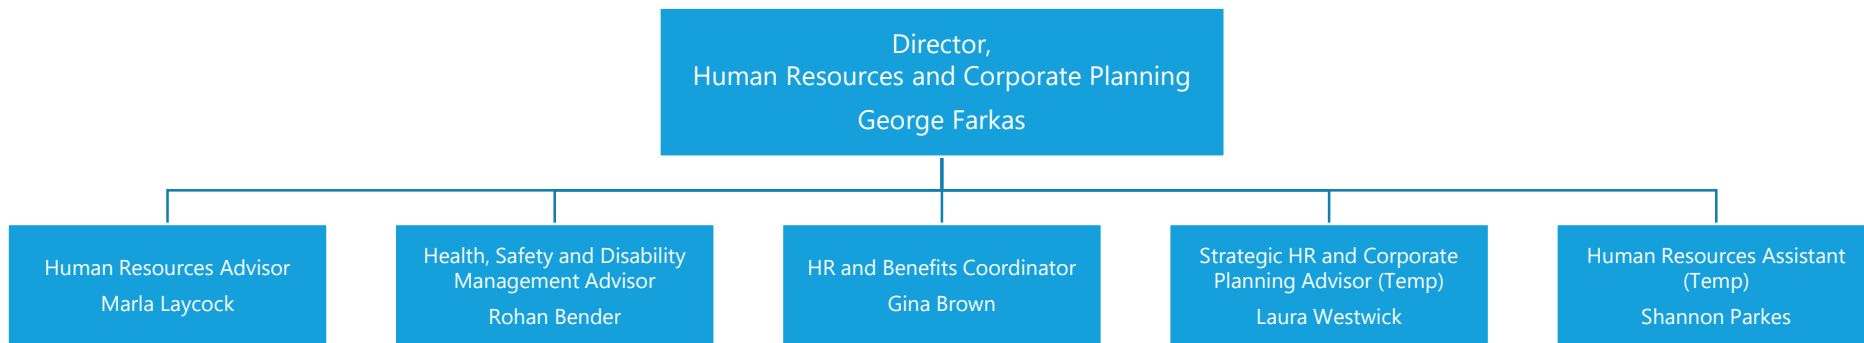 Director,
Human Resources and Corporate Planning
George Farkas
Human Resources Advisor
Marla Laycock
Health, Safety and Disability
Management Advisor
Rohan Bender
HR and Benefits Coordinator
Gina Brown
Strategic HR and Corporate
Planning Advisor (Temp)
Laura Westwick
Human Resources Assistant
(Temp)
Shannon Parkes